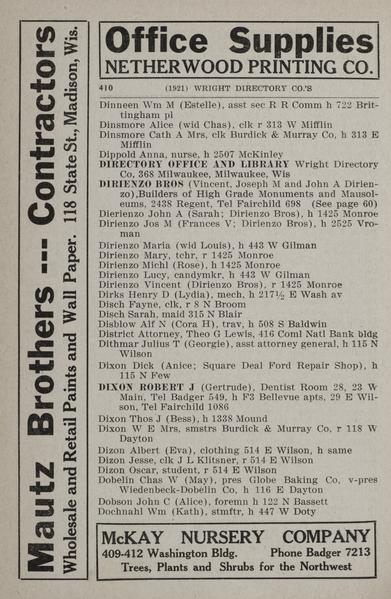 Office Supplies
NETHERWOOD PRINTING CO.
410 (1921) WRIGHT DIRECTORY CO.'S
Dinneen Wm M (Estelle), asst sec R R Comm h 722 Brit-
tingham pl
Dinsmore Alice (wid Chas), clk r 313 W Mifflin
Dinsmore Cath A Mrs, clk Burdick & Murray Co, h 313 E
Mifflin
Dippold Anna, nurse, h 2507 McKinley
DIRECTORY OFFICE AND LIBRARY Wright Directory
Co, 368 Milwaukee, Milwaukee, Wis
DIRIENZO BROS (Vincent, Joseph M and John A Dirien-
zo),Builders of High Grade Monuments and Mausol-
eums, 2438 Regent, Tel Fairchild 698 (See page 60)
Dierienzo John A (Sarah; Dirienzo Bros), h 1425 Monroe
Dirienzo Jos M (Frances V; Dirienzo Bros), h 2525 Vro-
man
Dirienzo Maria (wid Louis), h 443 W Gilman
Dirienzo Mary, tchr, r 1425 Monroe
Dirienzo Michl (Rose), h 1425 Monroe
Dirienzo Lucy, candymkr, h 443 W Gilman
Dirienzo Vincent (Dirienzo Bros), r 1425 Monroe
Dirks Henry D (Lydia), mech, h 217½ E Wash av
Disch Fayne, clk, r 8 N Broom
Disch Sarah, maid 315 N Blair
Disblow Alf N (Cora H), trav, h 508 S Baldwin
District Attorney, Theo G Lewis, 416 Coml Natl Bank bldg
Dithmar Julius T (Georgie), asst attorney general, h 115 N
Wilson
Dixon Dick (Anice; Square Deal Ford Repair Shop), h
115 N Few
DIXON ROBERT J (Gertrude), Dentist Room 28, 23 W
Main, Tel Badger 549, h F3 Bellevue apts, 29 E Wil-
son, Tel Fairchild 1086
Dixon Thos J (Bess), h 1338 Mound
Dixon W E Mrs, smstrs Burdick & Murray Co, r 118 W
Dayton
Dizon Albert (Eva), clothing 514 E Wilson, h same
Dizon Jesse, clk J L Klitsner, r 514 E Wilson
Dizon Oscar, student, r 514 E Wilson
Dobelin Chas W (May), pres Globe Baking Co, v-pres
Wiedenbeck-Dobelin Co, h 116 E Dayton
Dobson John C (Alice), foremn h 122 N Bassett
Dochnahl Wm (Kath), stmftr, h 447 W Doty
McKAY NURSERY COMPANY
409-412 Washington Bldg. Phone Badger 7213
Trees, Plants and Shrubs for the Northwest
Mautz Brothers --- Contractors
Wholesale and Retail Paints and Wall Paper. 118 State St., Madison, Wis.